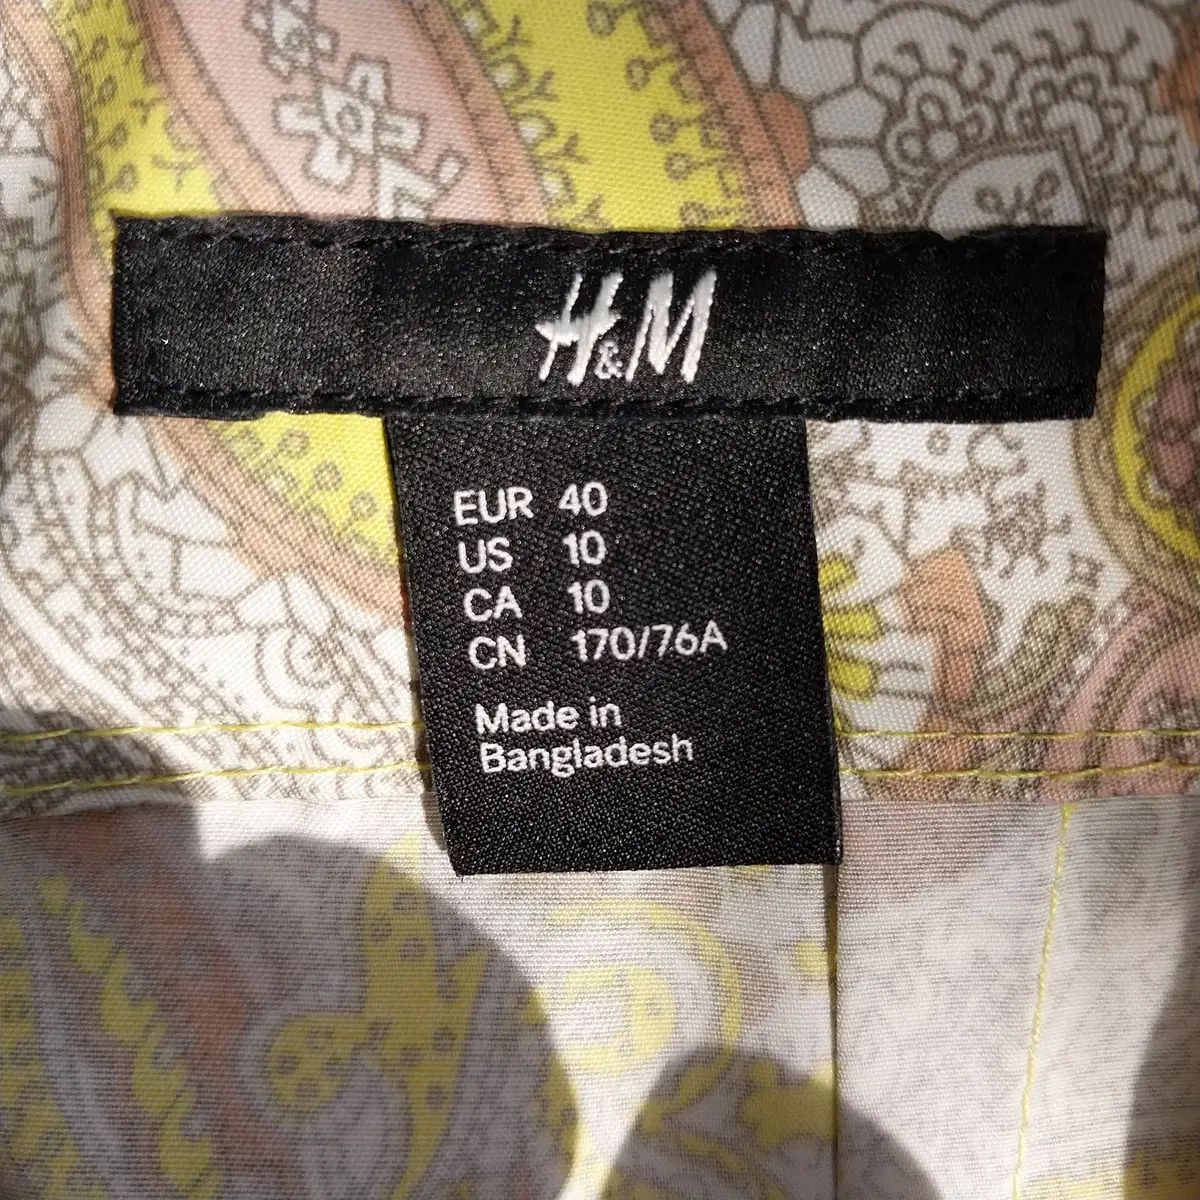 H&M
EUR 40
US 10
CA 10
CN 170/76A
Made in
Bangladesh